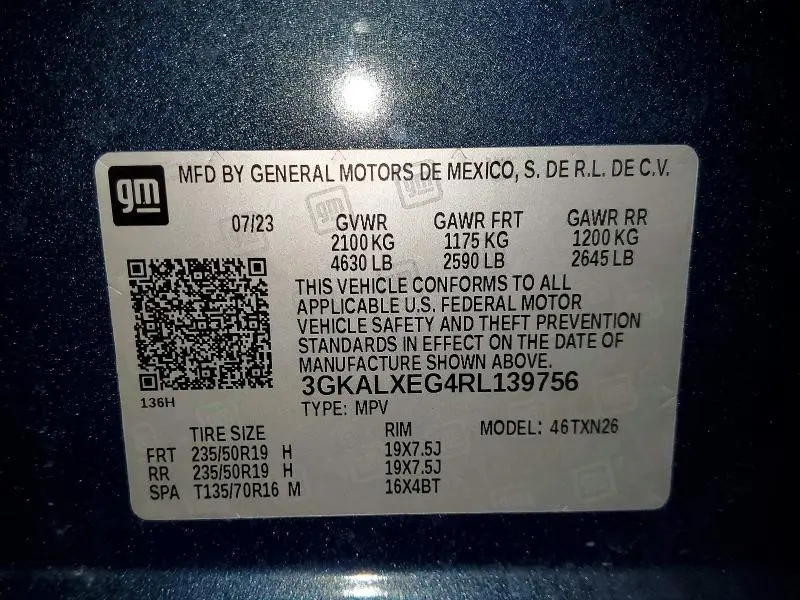 gm MFD BY GENERAL MOTORS DE MEXICO, S. DE R.L. DE C.V.
07/23 GVWR GAWR FRT GAWR RR
2100 KG 1175 KG 1200 KG
4630 LB 2590 LB 2645 LB
THIS VEHICLE CONFORMS TO ALL
APPLICABLE U.S. FEDERAL MOTOR
VEHICLE SAFETY AND THEFT PREVENTION
STANDARDS IN EFFECT ON THE DATE OF
MANUFACTURE SHOWN ABOVE.
3GKALXEG4RL139756
136H
TYPE: MPV
TIRE SIZE RIM MODEL: 46TXN26
FRT 235/50R19 H 19X7.5J
RR 235/50R19 H 19X7.5J
SPA T135/70R16 M 16X4BT